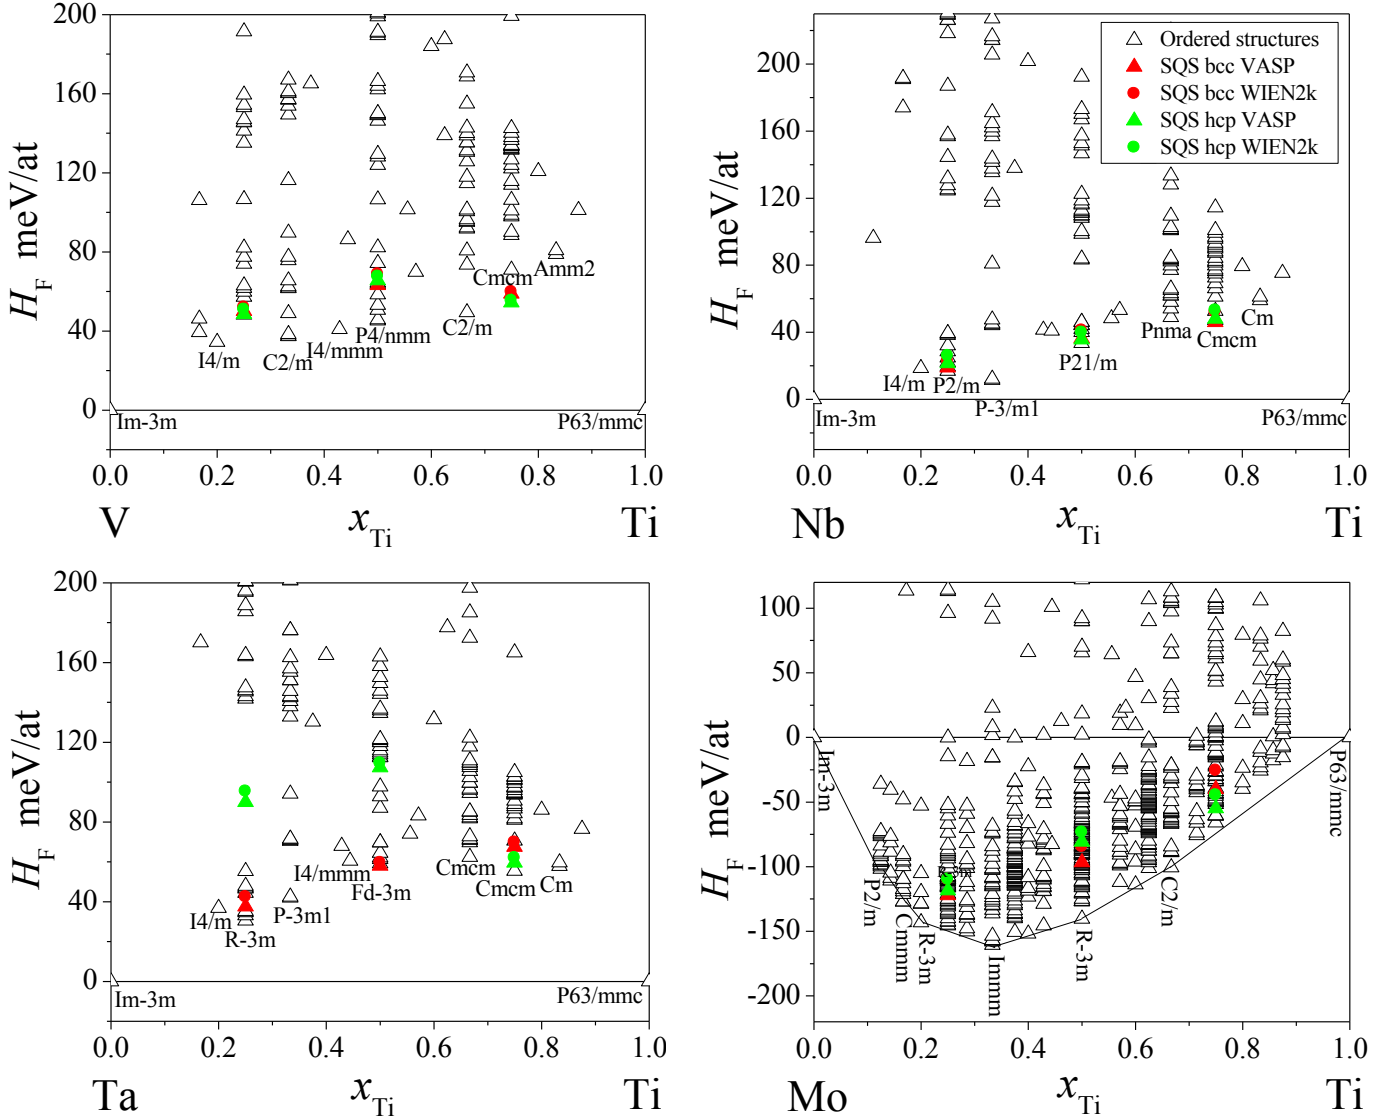 200
160
120
80
40
0
H_F meV/at
I4/m
C2/m
I4/mmm
P4/nmm
C2/m
Cmcm
Amm2
Im-3m
P63/mmc
0.0 0.2 0.4 0.6 0.8 1.0
V x_Ti Ti
200
160
120
80
40
0
H_F meV/at
Ordered structures
SQS bcc VASP
SQS bcc WIEN2k
SQS hcp VASP
SQS hcp WIEN2k
I4/m
P2/m
P-3/m1
P21/m
Pnma
Cmcm
Cm
Im-3m
P63/mmc
0.0 0.2 0.4 0.6 0.8 1.0
Nb x_Ti Ti
200
160
120
80
40
0
H_F meV/at
I4/m
R-3m
P-3m1
I4/mmm
Fd-3m
Cmcm
Cmcm
Cm
Im-3m
P63/mmc
0.0 0.2 0.4 0.6 0.8 1.0
Ta x_Ti Ti
100
50
0
-50
-100
-150
-200
H_F meV/at
Im-3m
P2/m
Cmmm
R-3m
Immm
R-3m
C2/m
P63/mmc
0.0 0.2 0.4 0.6 0.8 1.0
Mo x_Ti Ti